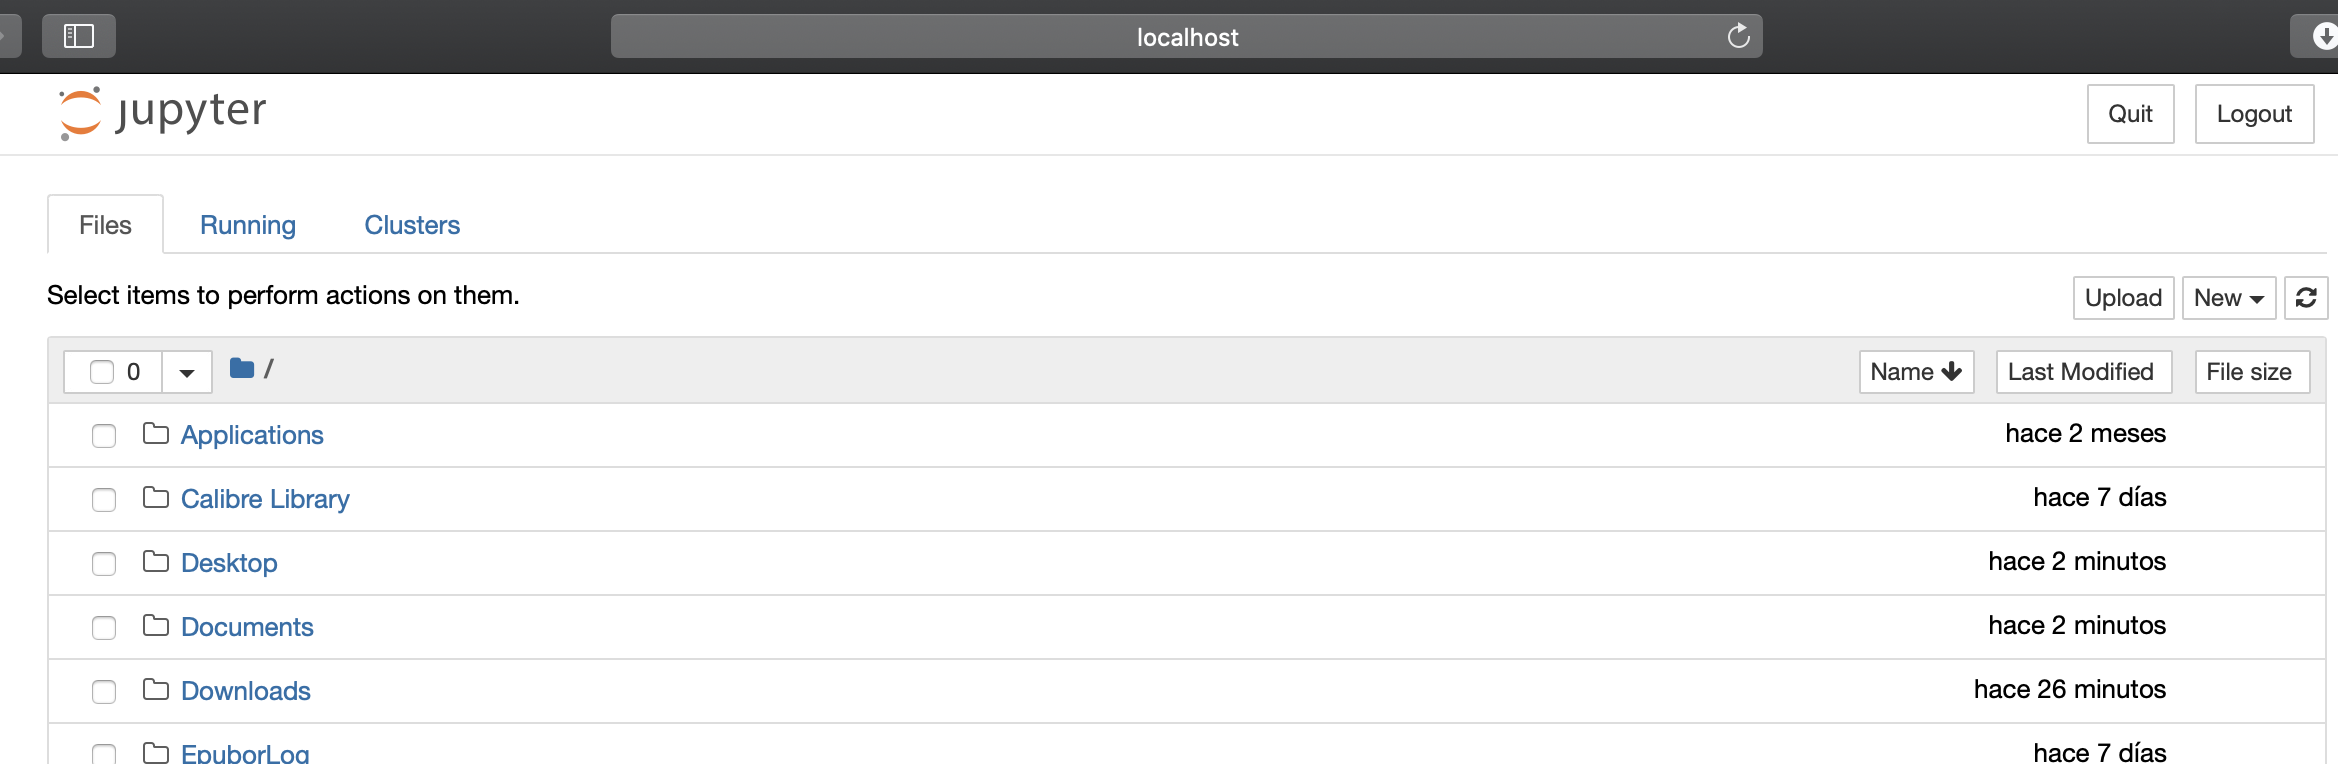 localhost
jupyter
Quit Logout
Files Running Clusters
Select items to perform actions on them.
Upload New
0 / Name Last Modified File size
Applications hace 2 meses
Calibre Library hace 7 días
Desktop hace 2 minutos
Documents hace 2 minutos
Downloads hace 26 minutos
EpuborLog hace 7 días